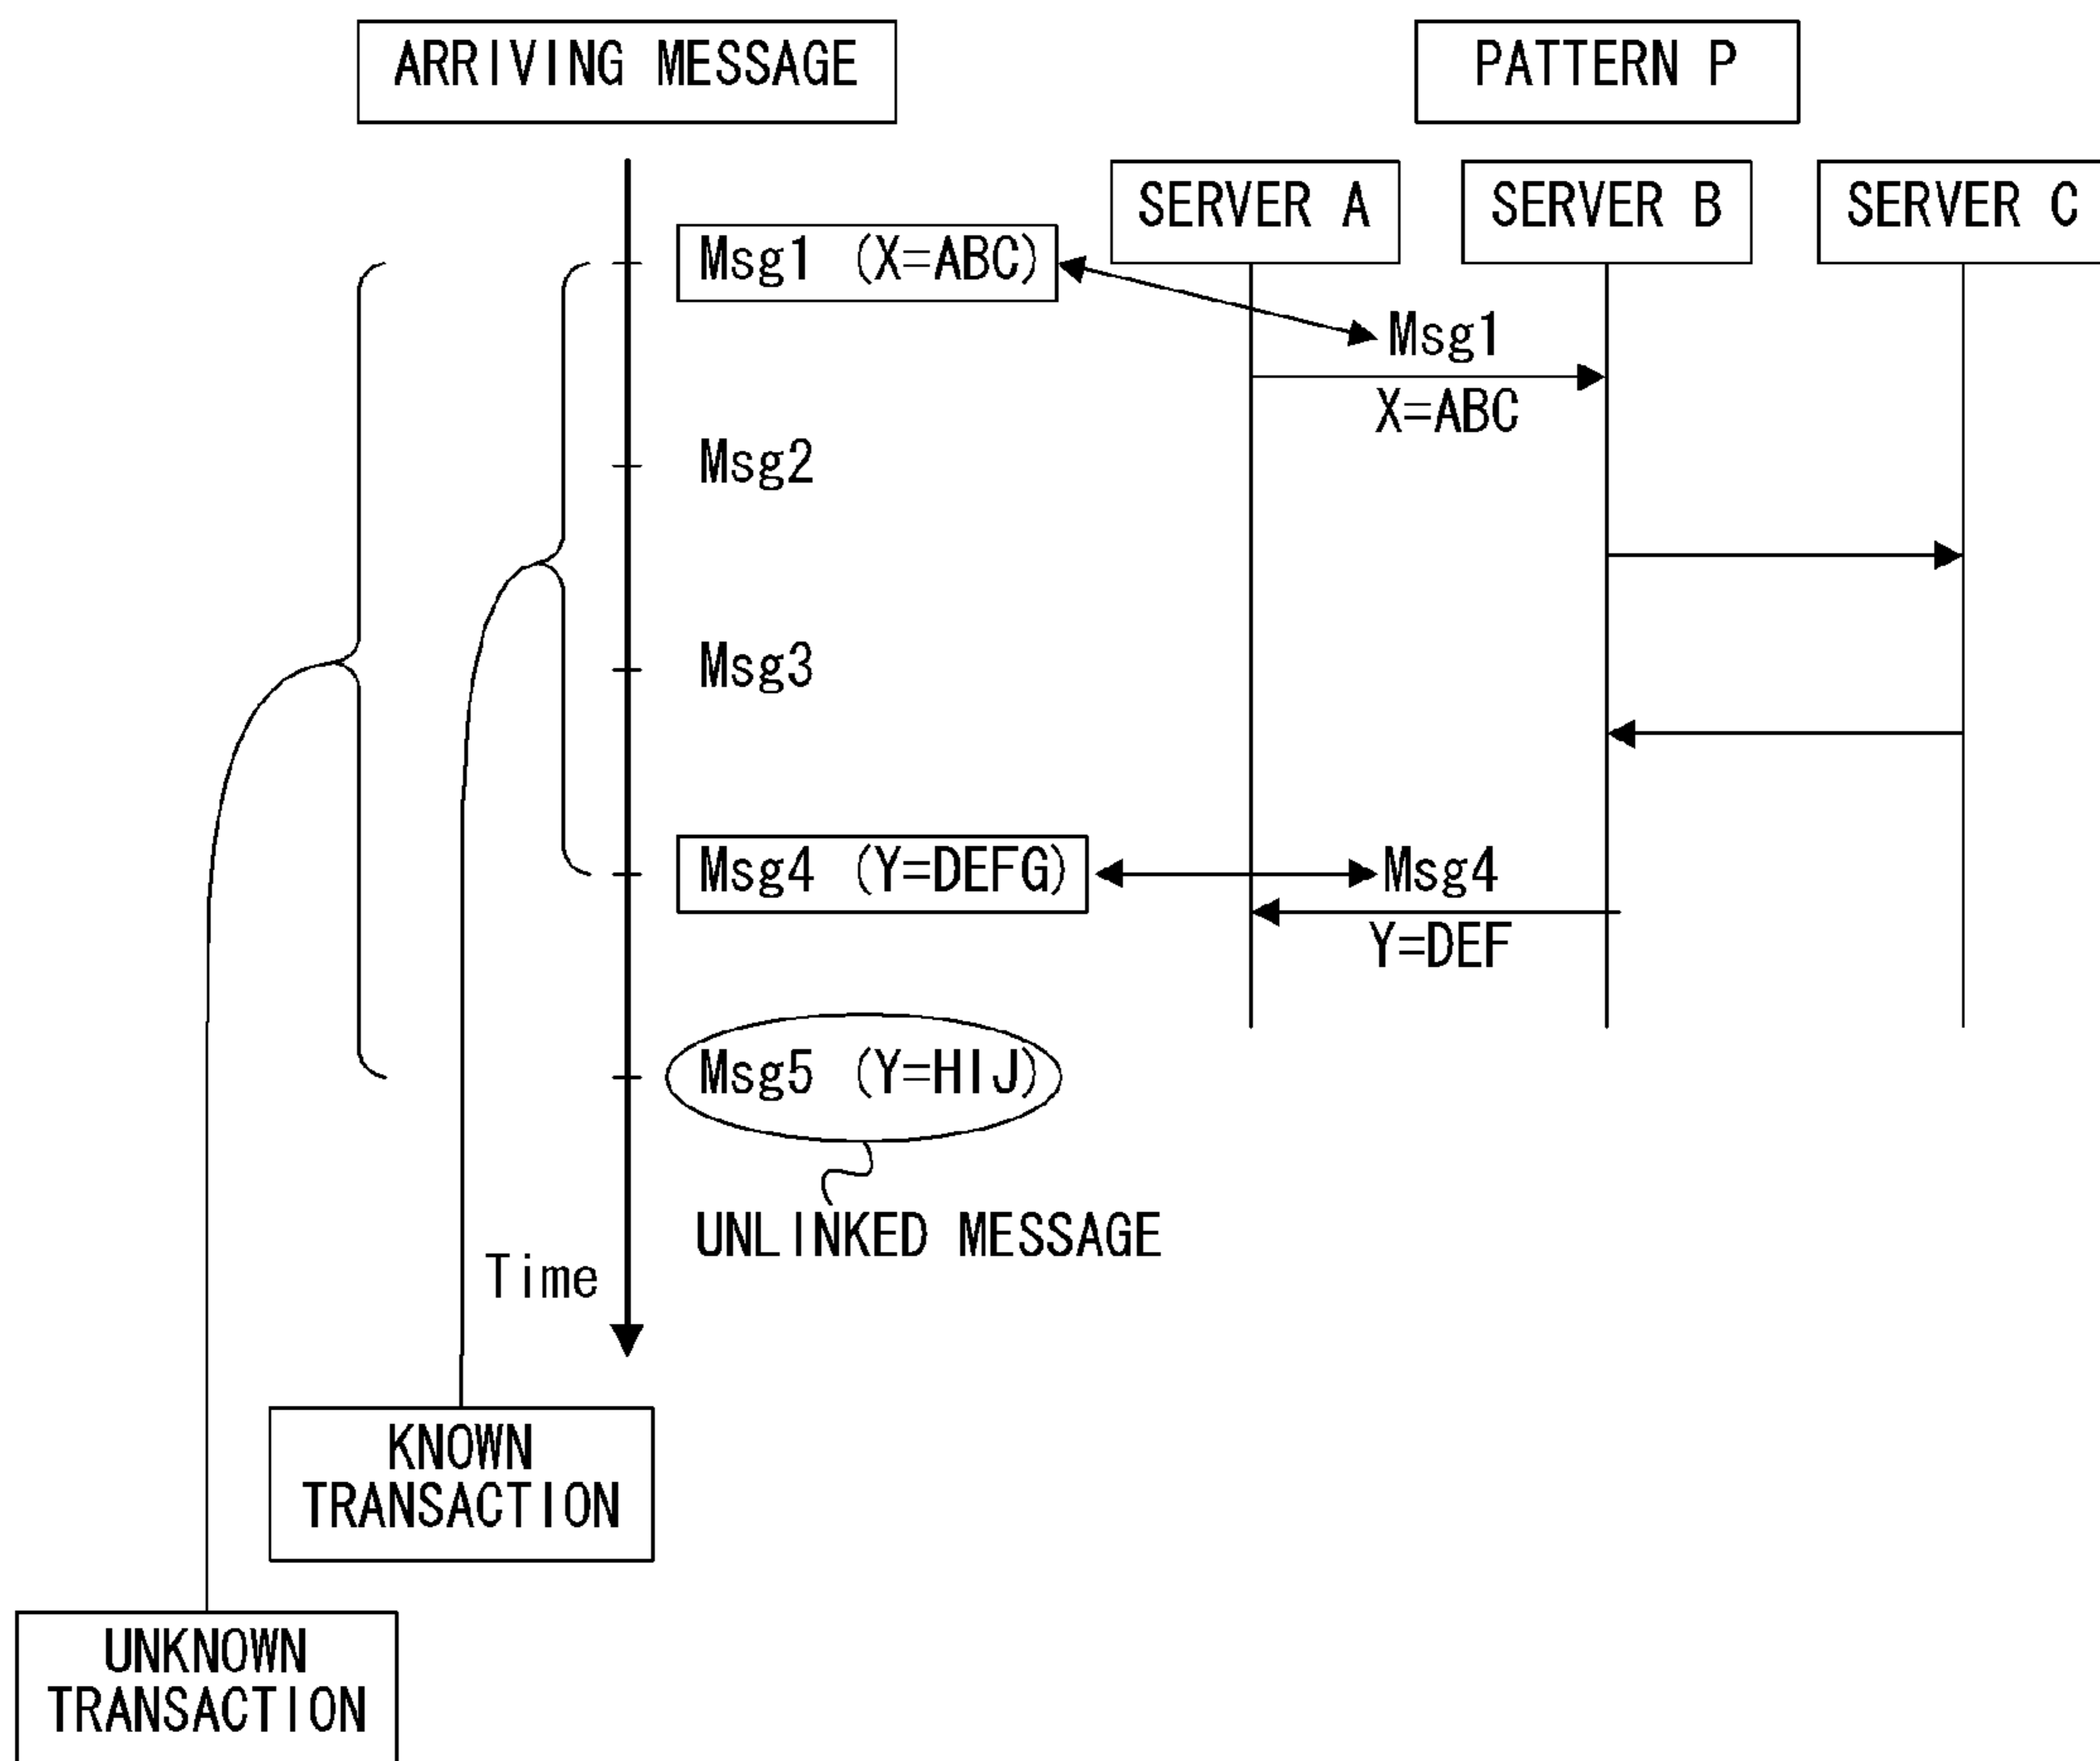 ARRIVING MESSAGE
PATTERN P
SERVER A
SERVER B
SERVER C
Msg1 (X=ABC)
Msg1
X=ABC
Msg2
Msg3
Msg4 (Y=DEFG)
Msg4
Y=DEF
Msg5 (Y=HIJ)
UNLINKED MESSAGE
Time
KNOWN
TRANSACTION
UNKNOWN
TRANSACTION